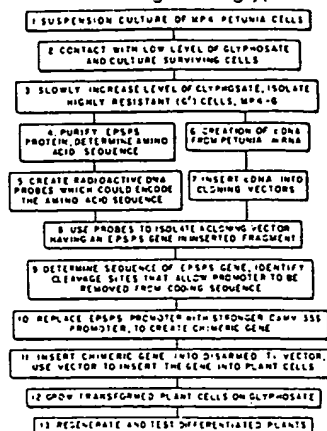 1 SUSPENSION CULTURE OF MP4 PETUNIA CELLS
2 CONTACT WITH LOW LEVEL OF GLYPHOSATE
AND CULTURE SURVIVING CELLS
3 SLOWLY INCREASE LEVEL OF GLYPHOSATE, ISOLATE
HIGHLY RESISTANT (Gʳ) CELLS, MP4-G
4. PURIFY EPSPS
PROTEIN, DETERMINE AMINO
ACID SEQUENCE
6 CREATION OF cDNA
FROM PETUNIA mRNA
5 CREATE RADIOACTIVE DNA
PROBES WHICH COULD ENCODE
THE AMINO ACID SEQUENCE
7 INSERT cDNA INTO
CLONING VECTORS
8 USE PROBES TO ISOLATE A CLONING VECTOR
HAVING AN EPSPS GENE IN INSERTED FRAGMENT
9 DETERMINE SEQUENCE OF EPSPS GENE, IDENTIFY
CLEAVAGE SITES THAT ALLOW PROMOTER TO BE
REMOVED FROM CODING SEQUENCE
10 REPLACE EPSPS PROMOTER WITH STRONGER CAMV 35S
PROMOTER, TO CREATE CHIMERIC GENE
11 INSERT CHIMERIC GENE INTO DISARMED Ti VECTOR,
USE VECTOR TO INSERT THE GENE INTO PLANT CELLS
12 GROW TRANSFORMED PLANT CELLS ON GLYPHOSATE
13 REGENERATE AND TEST DIFFERENTIATED PLANTS